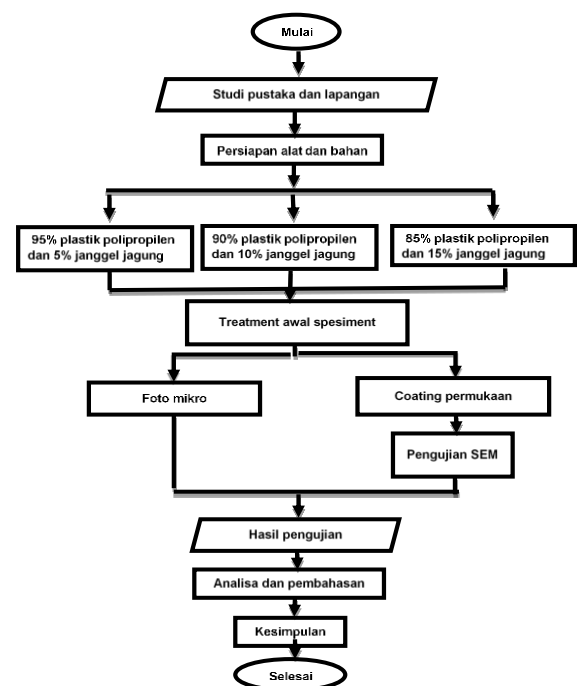 Mulai
Studi pustaka dan lapangan
Persiapan alat dan bahan
95% plastik polipropilen
dan 5% janggel jagung
90% plastik polipropilen
dan 10% janggel jagung
85% plastik polipropilen
dan 15% janggel jagung
Treatment awal spesiment
Foto mikro
Coating permukaan
Pengujian SEM
Hasil pengujian
Analisa dan pembahasan
Kesimpulan
Selesai